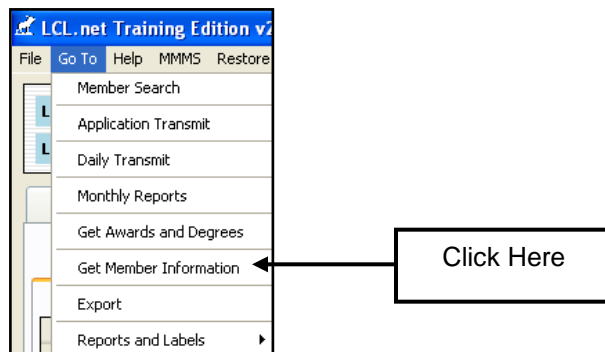 LCL.net Training Edition v2
File Go To Help MMMS Restore
Member Search
L
Application Transmit
L
Daily Transmit
Monthly Reports
Get Awards and Degrees
Get Member Information
Click Here
Export
Reports and Labels